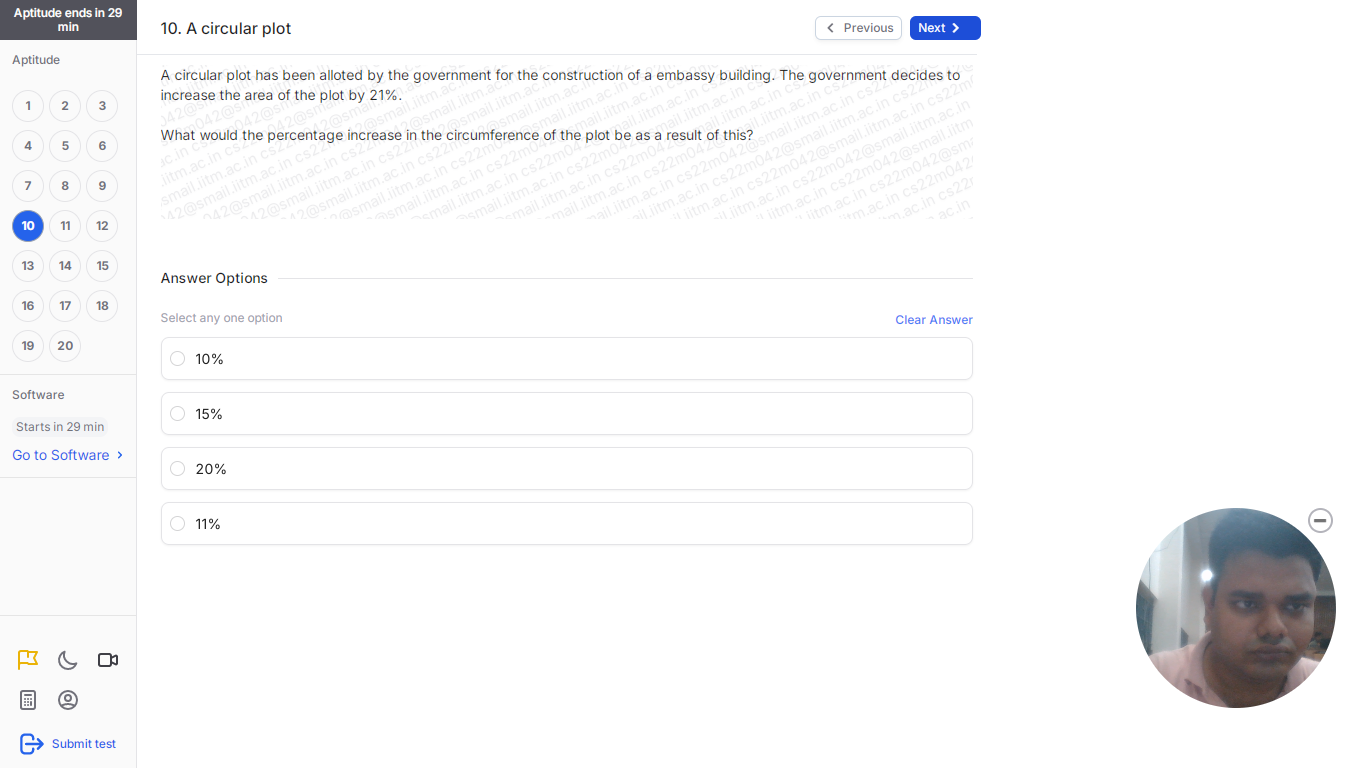 Aptitude ends in 29
min
10. A circular plot
Previous
Next
Aptitude
A circular plot has been alloted by the government for the construction of a embassy building. The government decides to
increase the area of the plot by 21%.
What would the percentage increase in the circumference of the plot be as a result of this?
cs22m042@smail.iitm.ac.in
1
2
3
4
5
6
7
8
9
10
11
12
13
14
15
16
17
18
19
20
Answer Options
Select any one option
Clear Answer
10%
15%
20%
11%
Software
Starts in 29 min
Go to Software
Submit test